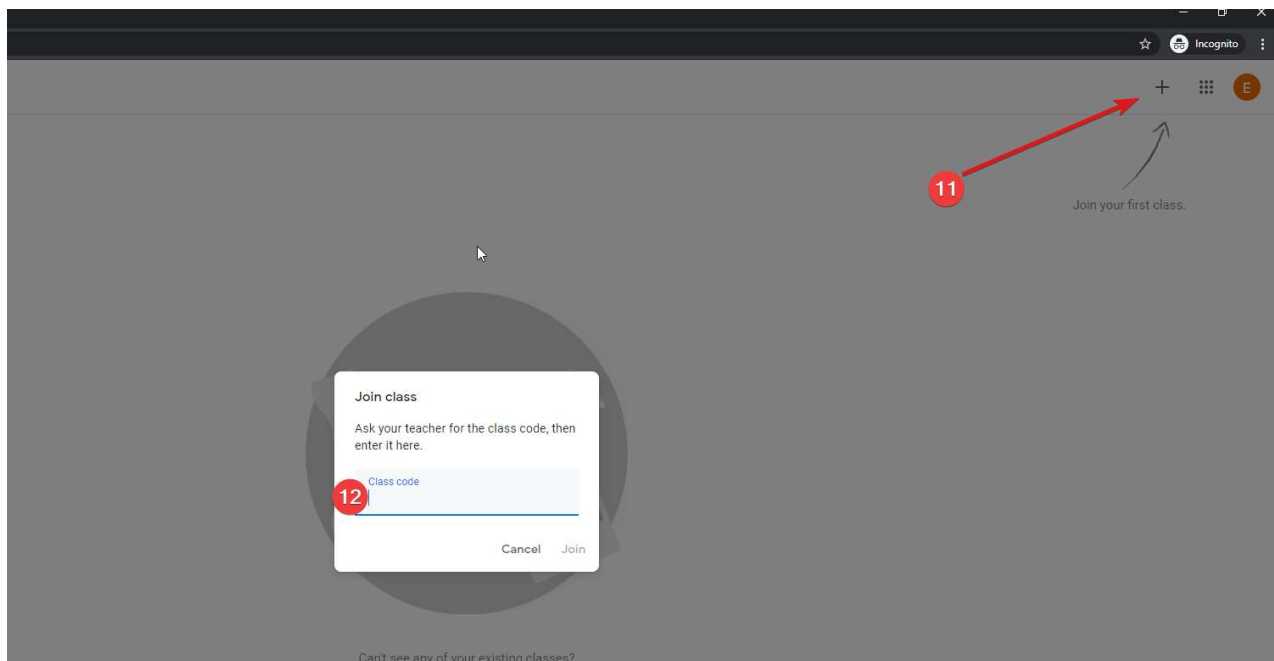 Incognito
E
11
Join your first class.
Join class
Ask your teacher for the class code, then
enter it here.
Class code
12
Cancel Join
Can't see any of your existing classes?